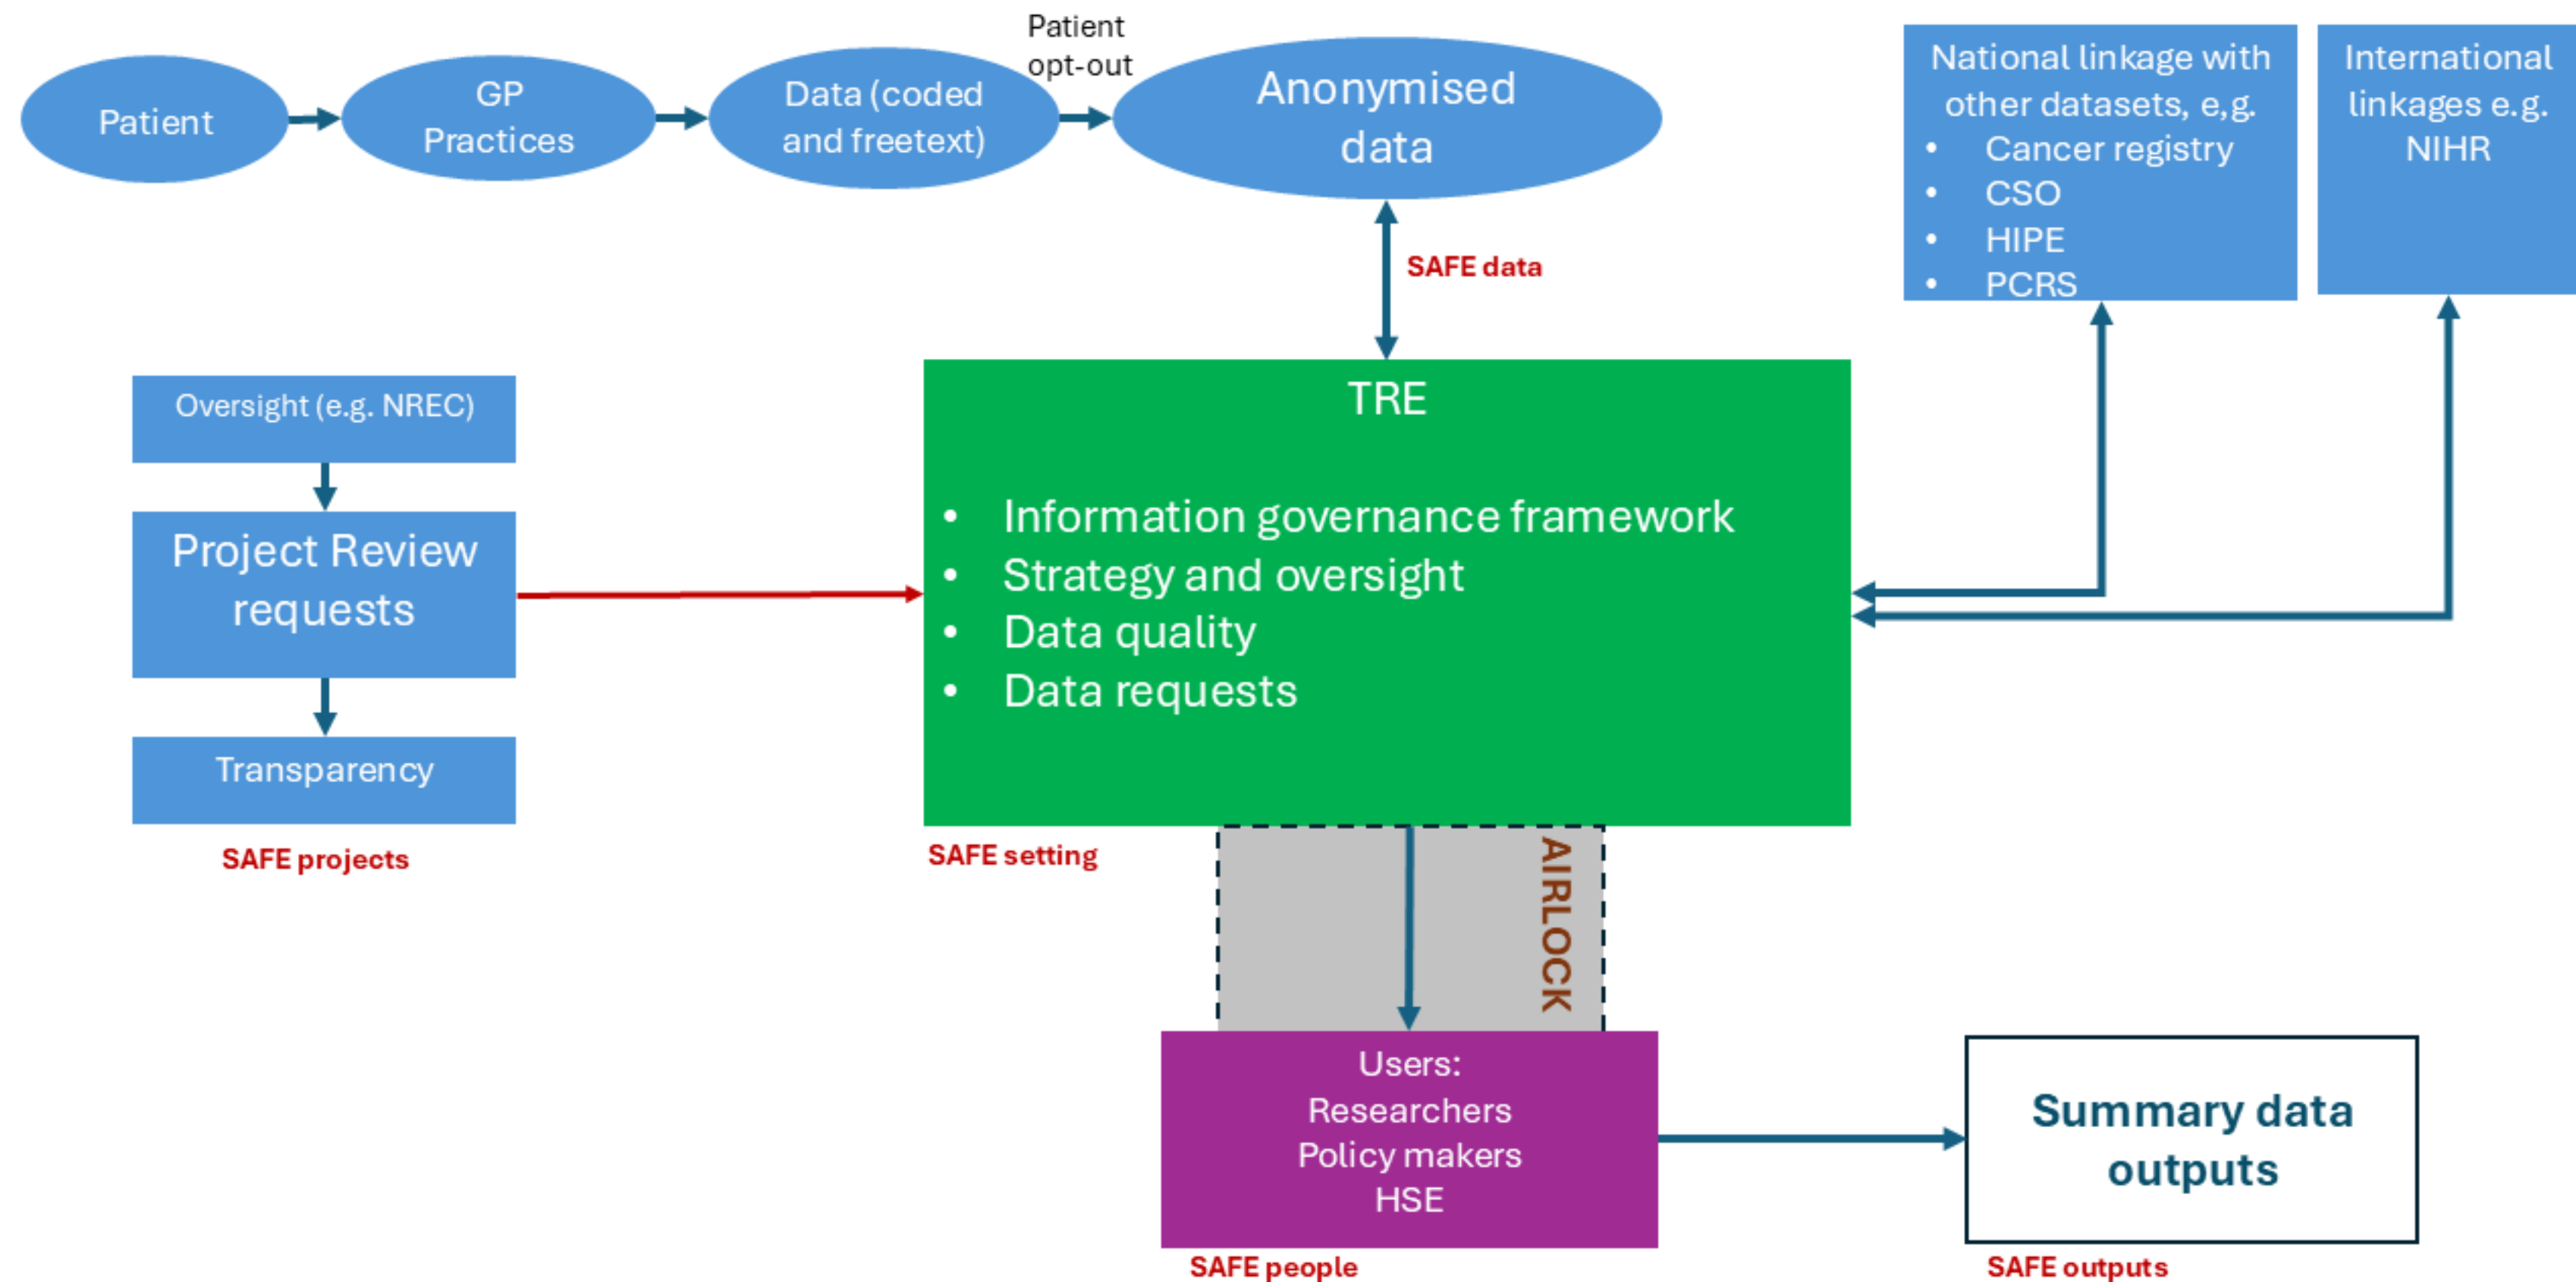 Patient
GP
Practices
Data (coded
and freetext)
Patient
opt-out
Anonymised
data
National linkage with
other datasets, e,g.
• Cancer registry
• CSO
• HIPE
• PCRS
International
linkages e.g.
NIHR
SAFE data
Oversight (e.g. NREC)
Project Review
requests
Transparency
SAFE projects
TRE
• Information governance framework
• Strategy and oversight
• Data quality
• Data requests
SAFE setting
AIRLOCK
Users:
Researchers
Policy makers
HSE
SAFE people
Summary data
outputs
SAFE outputs